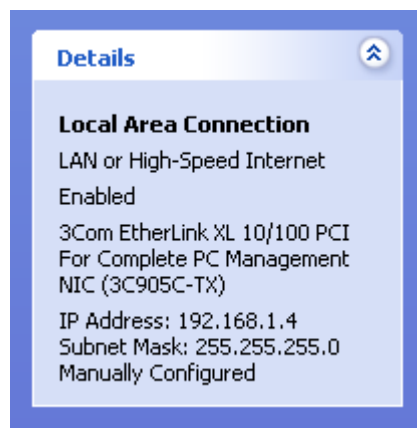 Details
Local Area Connection
LAN or High-Speed Internet
Enabled
3Com EtherLink XL 10/100 PCI
For Complete PC Management
NIC (3C905C-TX)
IP Address: 192.168.1.4
Subnet Mask: 255.255.255.0
Manually Configured